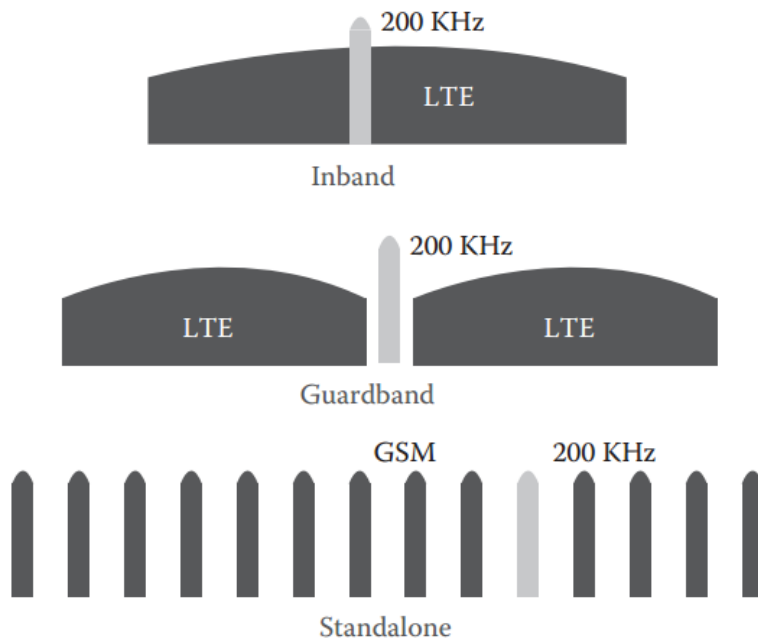 200 KHz
LTE
Inband
200 KHz
LTE LTE
Guardband
GSM 200 KHz
Standalone